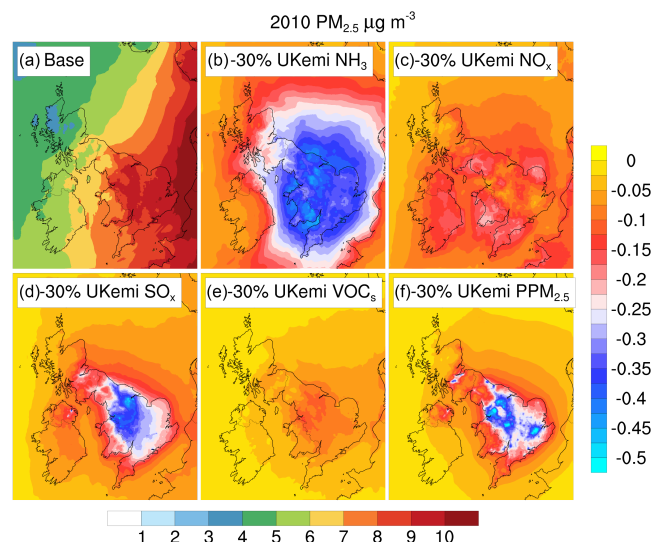 2010 PM2.5 µg m-3
(a) Base
(b)-30% UKemi NH3
(c)-30% UKemi NOx
(d)-30% UKemi SOx
(e)-30% UKemi VOCs
(f)-30% UKemi PPM2.5
0
-0.05
-0.1
-0.15
-0.2
-0.25
-0.3
-0.35
-0.4
-0.45
-0.5
1 2 3 4 5 6 7 8 9 10